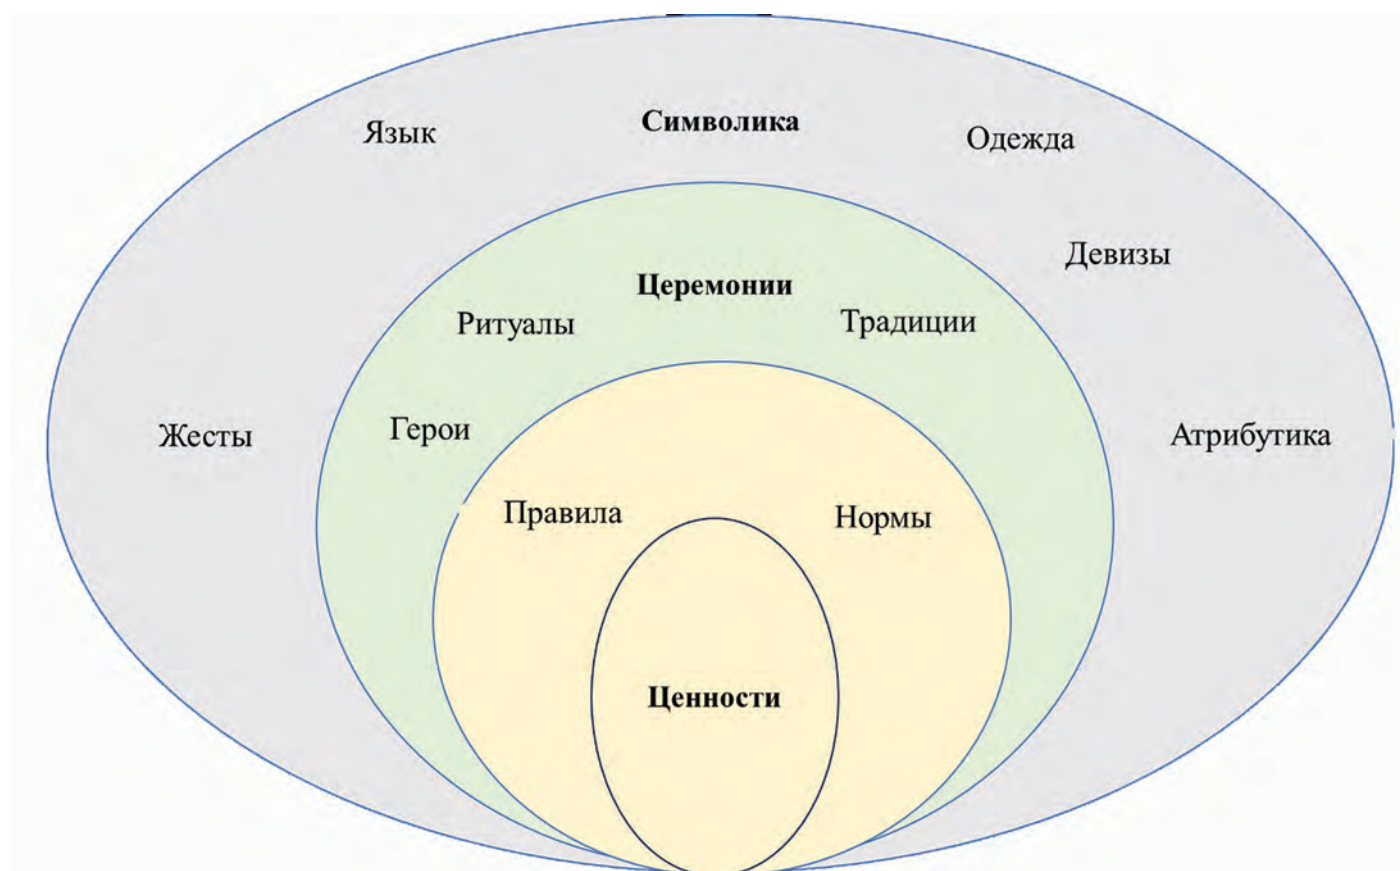 Символика
Язык
Одежда
Девизы
Церемонии
Ритуалы
Традиции
Герои
Жесты
Атрибутика
Правила
Нормы
Ценности